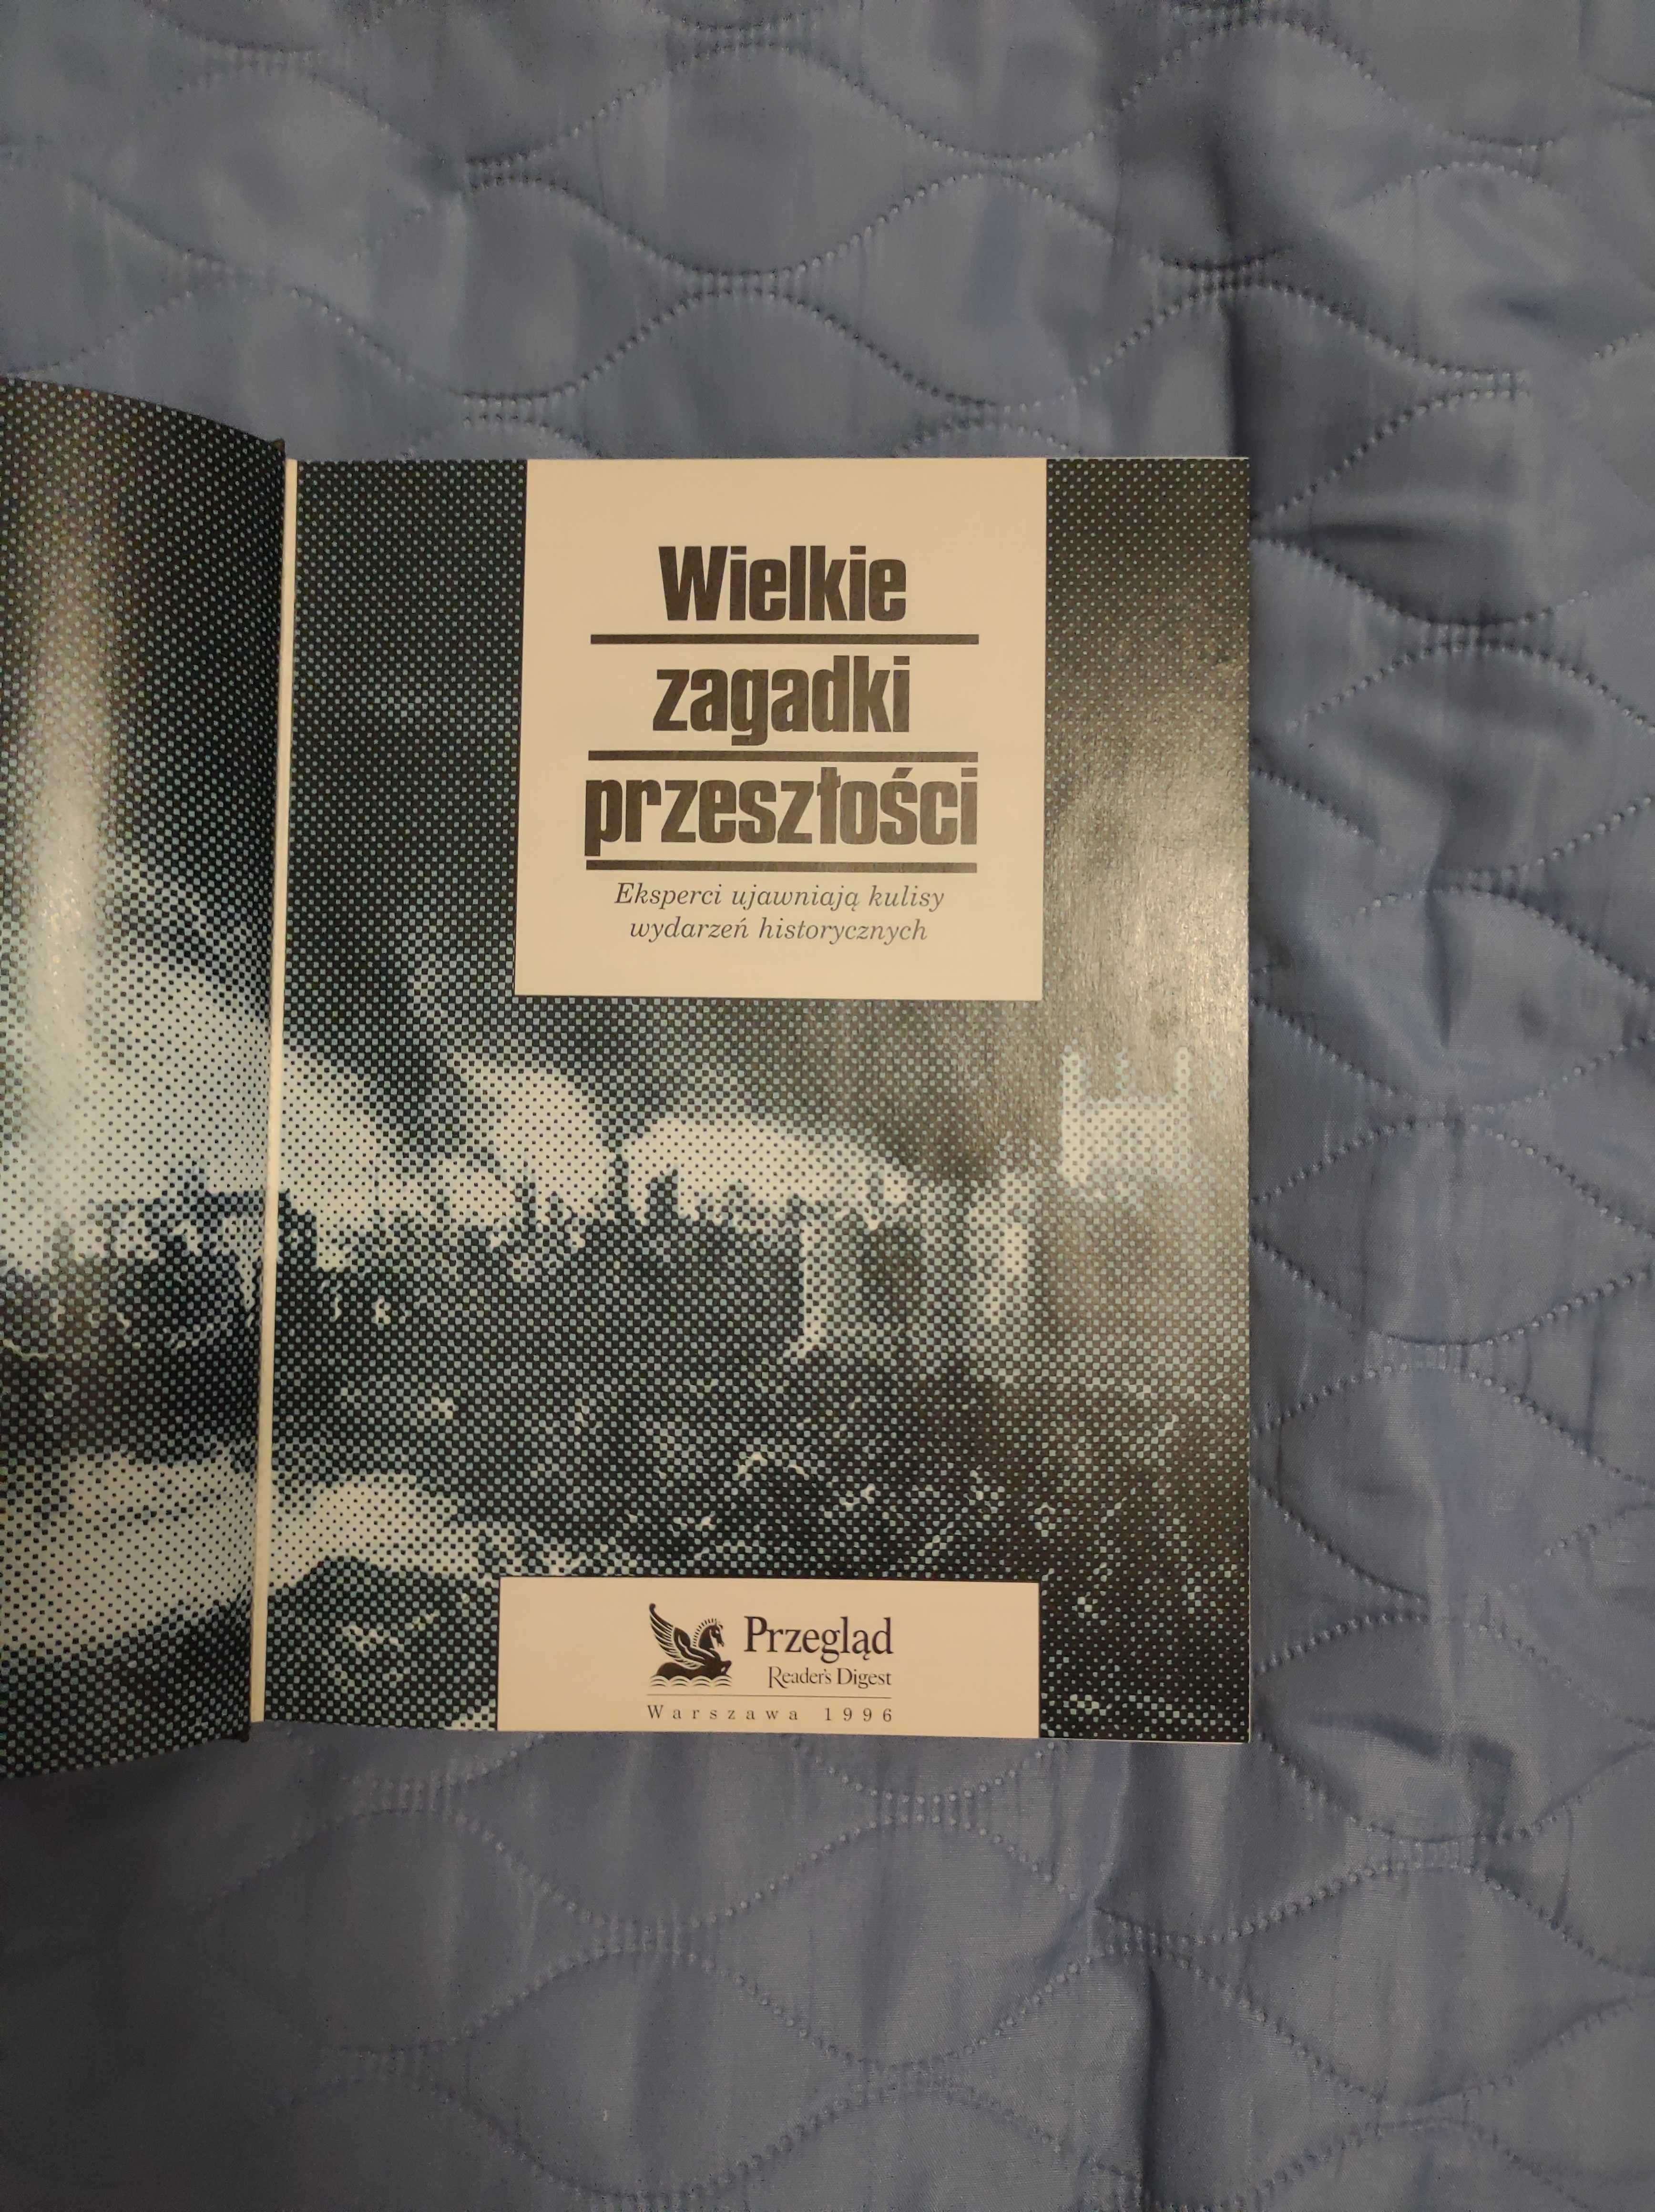 Wielkie
zagadki
przeszłości
Eksperci ujawniają kulisy
wydarzeń historycznych
Przegląd
Reader's Digest
Warszawa 1996